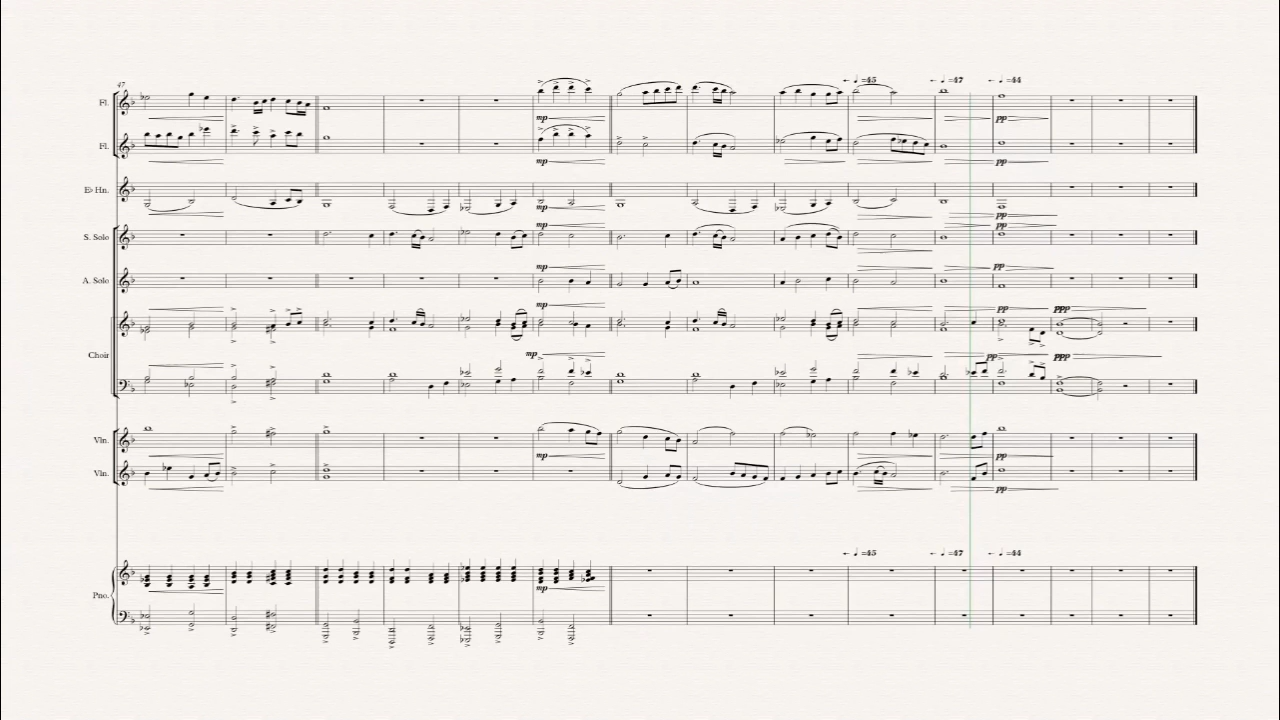 47
♩ =45 ♩ =47 ♩ =44
Fl.
mp pp
Fl.
mp pp
E♭ Hn.
mp pp
mp pp
S. Solo
mp pp
A. Solo
mp pp ppp
Choir
mp pp ppp
Vln.
mp pp
Vln.
pp
♩ =45 ♩ =47 ♩ =44
Pno.
mp